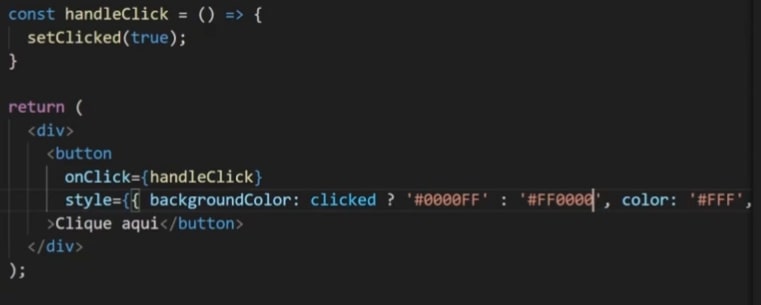 const handleClick = () => {
setClicked(true);
}
return (
<div>
<button
onClick={handleClick}
style={{ backgroundColor: clicked ? '#0000FF' : '#FF0000', color: '#FFF',
>Clique aqui</button>
</div>
);